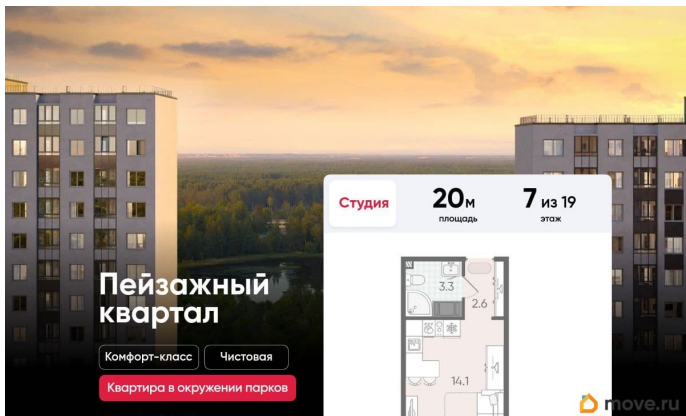 Студия
20м
площадь
7 из 19
этаж
Пейзажный
квартал
3.3
2.6
Комфорт-класс
Чистовая
Квартира в окружении парков
14.1
move.ru